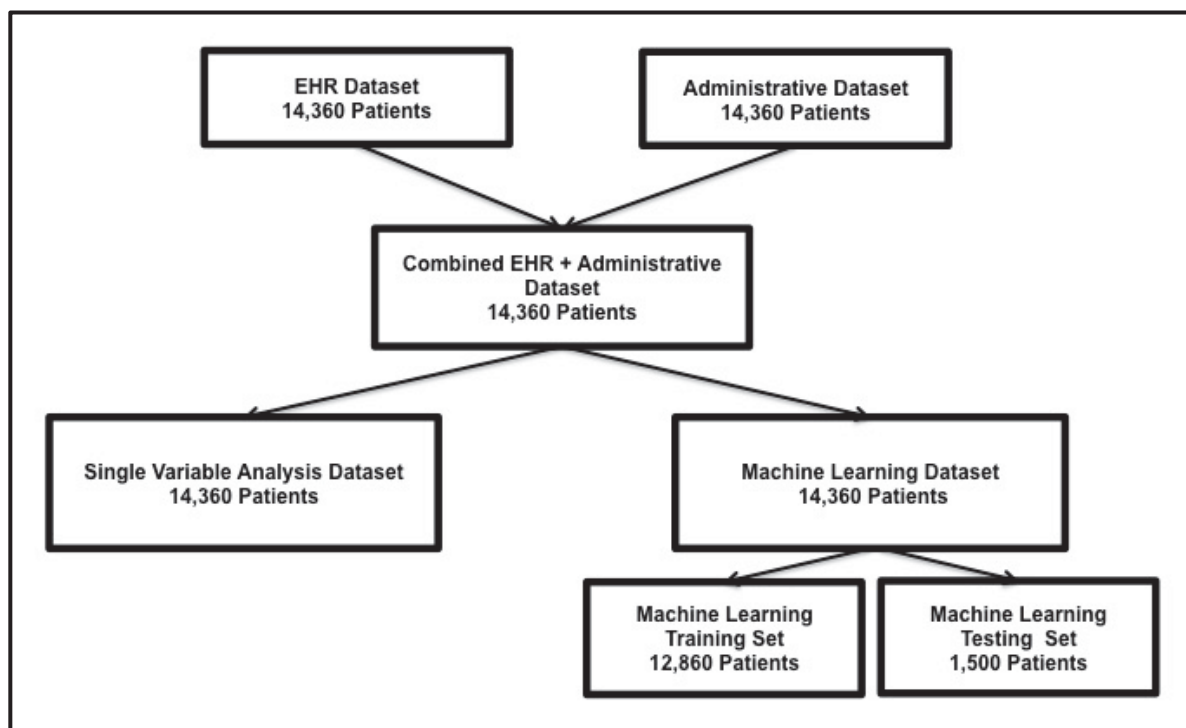 EHR Dataset
14,360 Patients
Administrative Dataset
14,360 Patients
Combined EHR + Administrative
Dataset
14,360 Patients
Single Variable Analysis Dataset
14,360 Patients
Machine Learning Dataset
14,360 Patients
Machine Learning
Training Set
12,860 Patients
Machine Learning
Testing Set
1,500 Patients